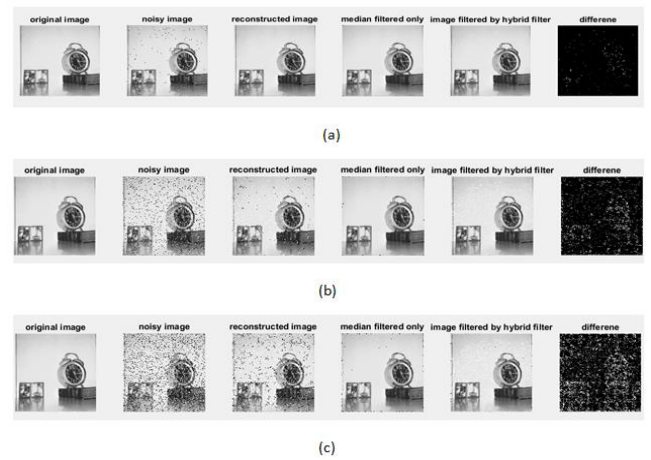 original image noisy image reconstructed image median filtered only image filtered by hybrid filter differene
(a)
original image noisy image reconstructed image median filtered only image filtered by hybrid filter differene
(b)
original image noisy image reconstructed image median filtered only image filtered by hybrid filter differene
(c)